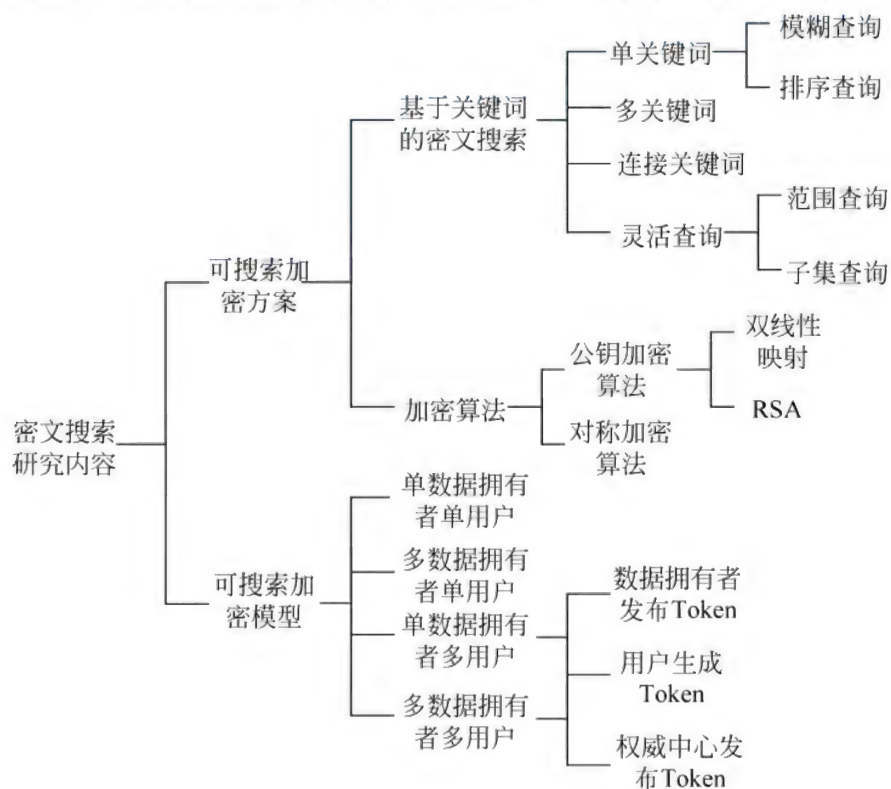 模糊查询
单关键词
排序查询
基于关键词
的密文搜索
多关键词
连接关键词
范围查询
灵活查询
子集查询
可搜索加
密方案
双线性
映射
公钥加密
算法
RSA
加密算法
对称加密
算法
密文搜索
研究内容
单数据拥有
者单用户
多数据拥有
者单用户
可搜索加
密模型
单数据拥有
者多用户
多数据拥有
者多用户
数据拥有者
发布Token
用户生成
Token
权威中心发
布Token